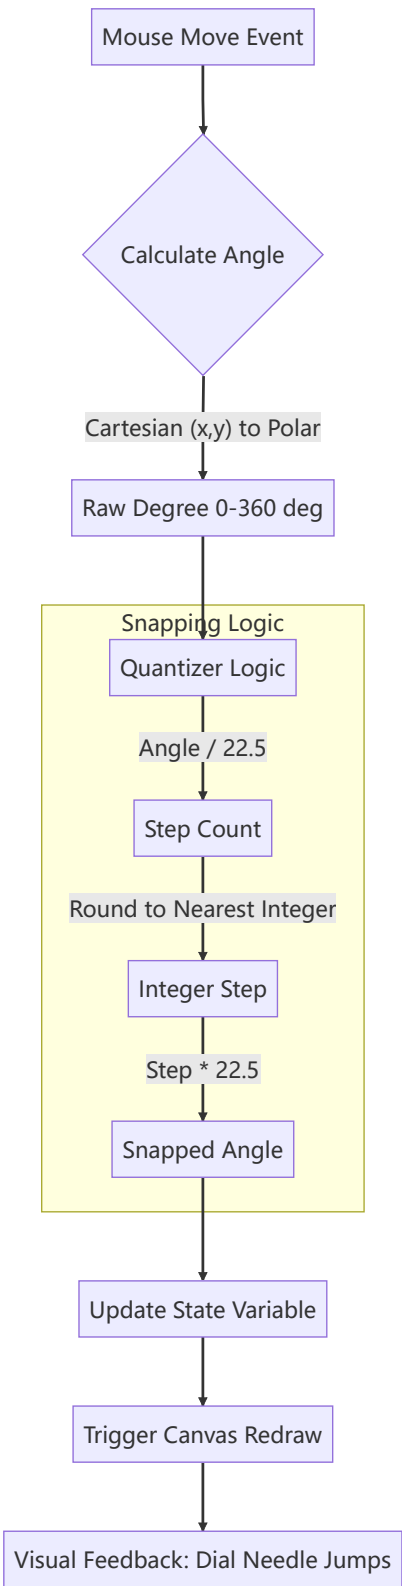 Mouse Move Event
Calculate Angle
Cartesian (x,y) to Polar
Raw Degree 0-360 deg
Snapping Logic
Quantizer Logic
Angle / 22.5
Step Count
Round to Nearest Integer
Integer Step
Step * 22.5
Snapped Angle
Update State Variable
Trigger Canvas Redraw
Visual Feedback: Dial Needle Jumps